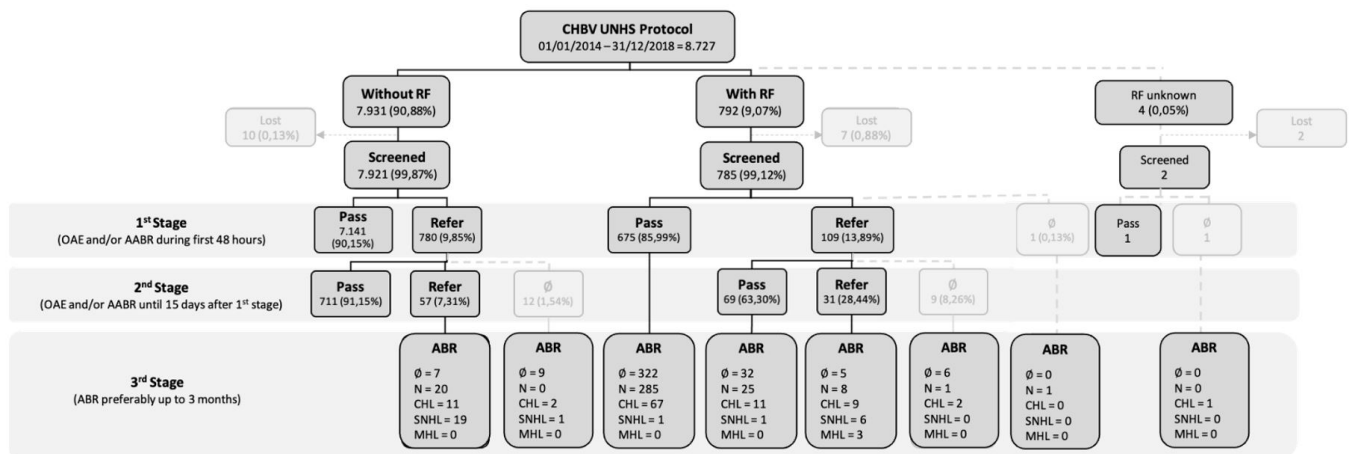 CHBV UNHS Protocol
01/01/2014 – 31/12/2018 = 8.727
Without RF
7.931 (90,88%)
With RF
792 (9,07%)
RF unknown
4 (0,05%)
Lost
10 (0,13%)
Lost
7 (0,88%)
Lost
2
Screened
7.921 (99,87%)
Screened
785 (99,12%)
Screened
2
1st Stage
(OAE and/or AABR during first 48 hours)
Pass
7.141
(90,15%)
Refer
780 (9,85%)
Pass
675 (85,99%)
Refer
109 (13,89%)
Ø
1 (0,13%)
Pass
1
Ø
1
2nd Stage
(OAE and/or AABR until 15 days after 1st stage)
Pass
711 (91,15%)
Refer
57 (7,31%)
Ø
12 (1,54%)
Pass
69 (63,30%)
Refer
31 (28,44%)
Ø
9 (8,26%)
3rd Stage
(ABR preferably up to 3 months)
ABR
Ø = 7
N = 20
CHL = 11
SNHL = 19
MHL = 0
ABR
Ø = 9
N = 0
CHL = 2
SNHL = 1
MHL = 0
ABR
Ø = 322
N = 285
CHL = 67
SNHL = 1
MHL = 0
ABR
Ø = 32
N = 25
CHL = 11
SNHL = 1
MHL = 0
ABR
Ø = 5
N = 8
CHL = 9
SNHL = 6
MHL = 3
ABR
Ø = 6
N = 1
CHL = 2
SNHL = 0
MHL = 0
ABR
Ø = 0
N = 1
CHL = 0
SNHL = 0
MHL = 0
ABR
Ø = 0
N = 0
CHL = 1
SNHL = 0
MHL = 0